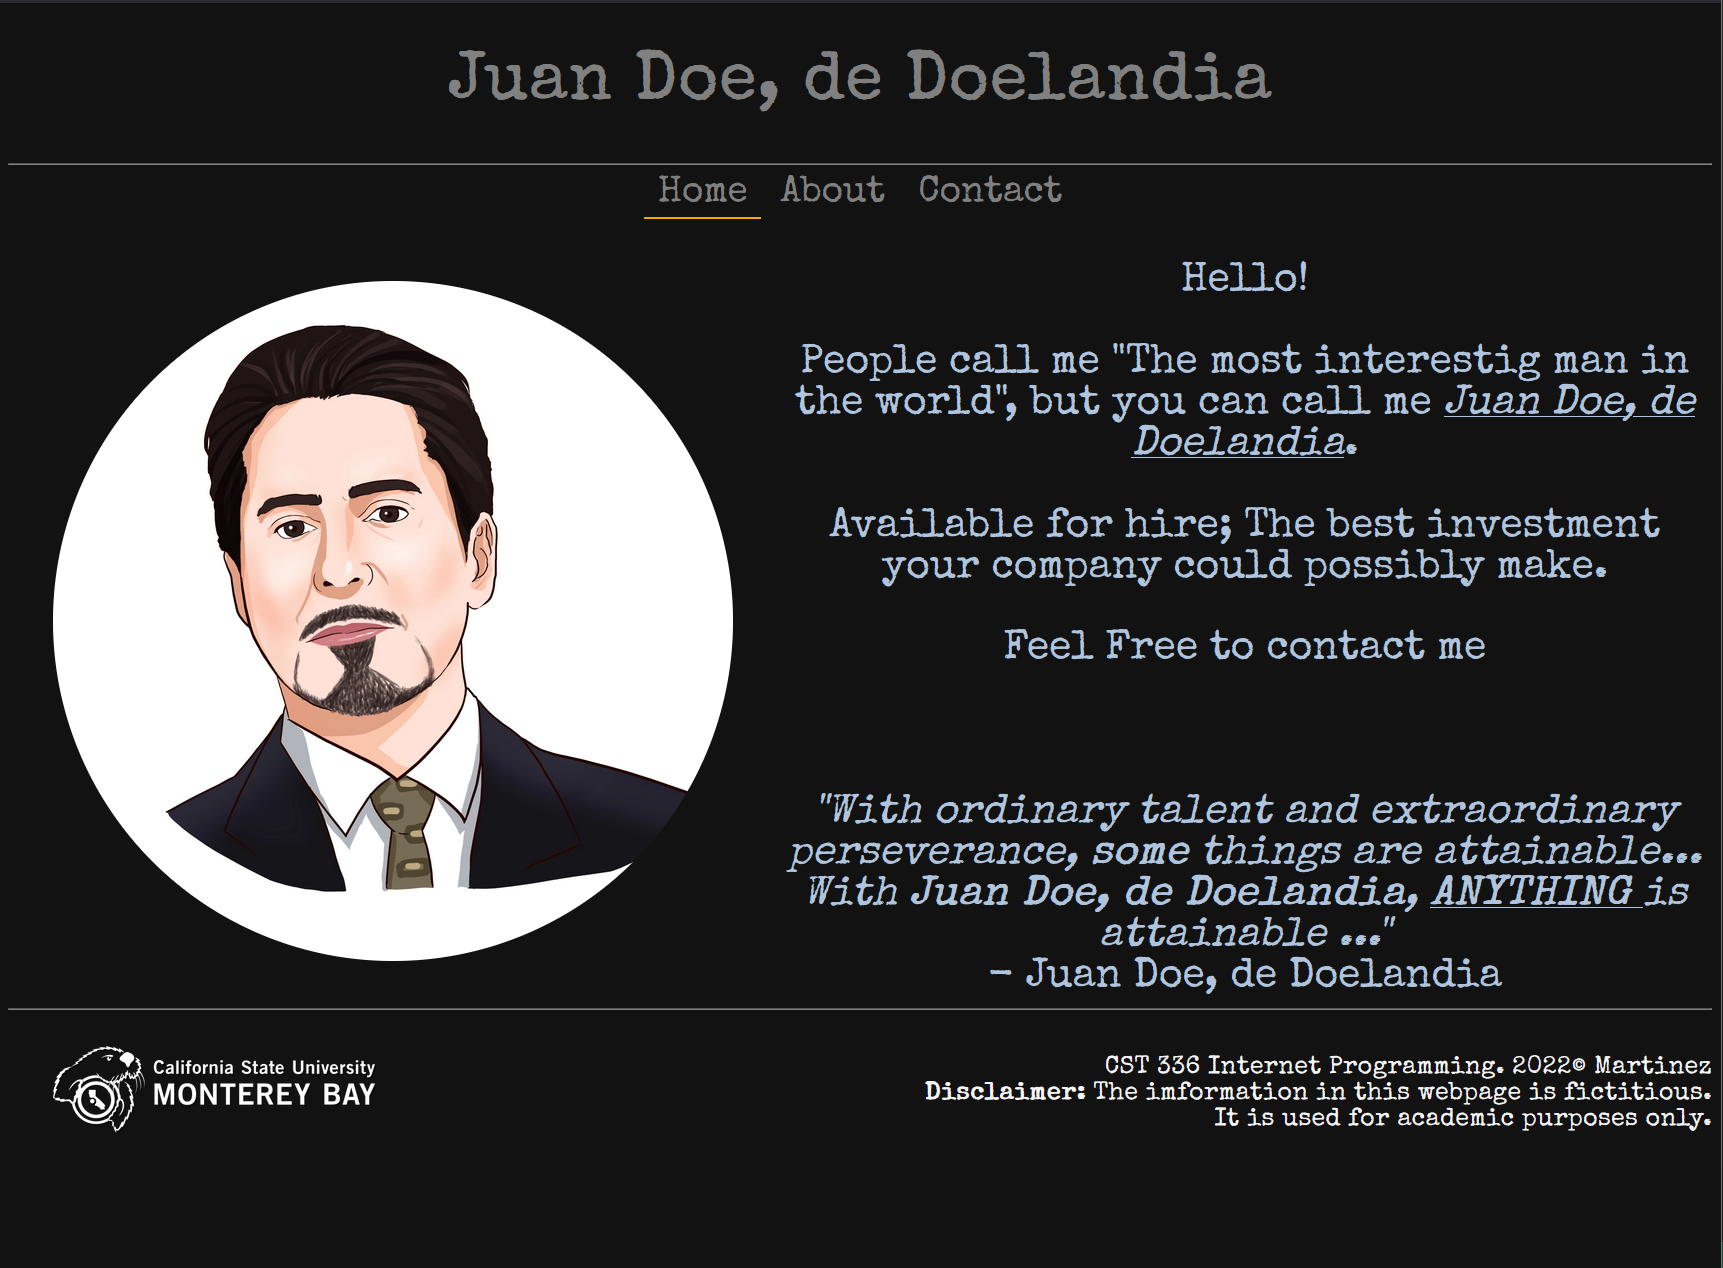 Juan Doe, de Doelandia
Home About Contact
Hello!
People call me "The most interestig man in
the world", but you can call me Juan Doe, de
Doelandia.
Available for hire; The best investment
your company could possibly make.
Feel Free to contact me
"With ordinary talent and extraordinary
perseverance, some things are attainable...
With Juan Doe, de Doelandia, ANYTHING is
attainable ..."
- Juan Doe, de Doelandia
California State University
MONTEREY BAY
CST 336 Internet Programming. 2022© Martinez
Disclaimer: The imformation in this webpage is fictitious.
It is used for academic purposes only.